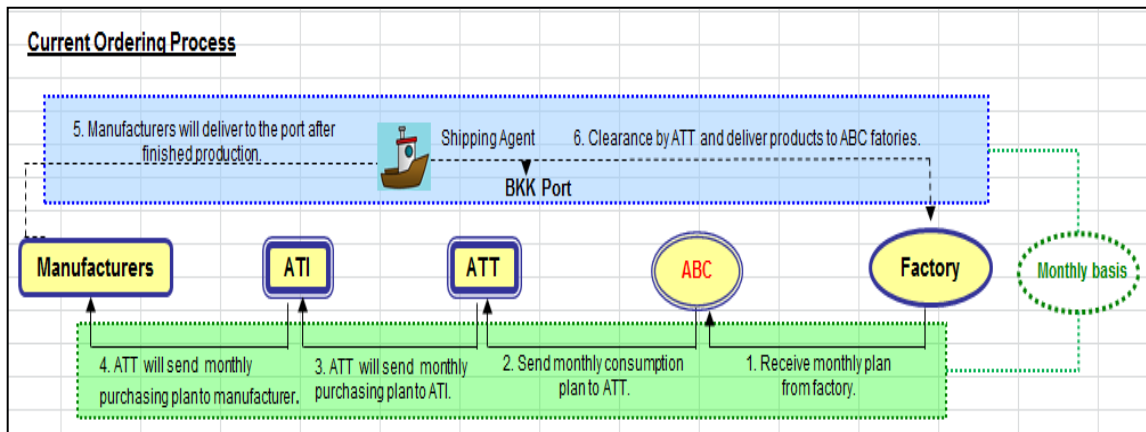 Current Ordering Process
5. Manufacturers will deliver to the port after
finished production.
Shipping Agent
6. Clearance by ATT and deliver products to ABC fatories.
BKK Port
Manufacturers
ATI
ATT
ABC
Factory
Monthly basis
4. ATT will send monthly
purchasing plan to manufacturer.
3. ATT will send monthly
purchasing plan to ATI.
2. Send monthly consumption
plan to ATT.
1. Receive monthly plan
from factory.